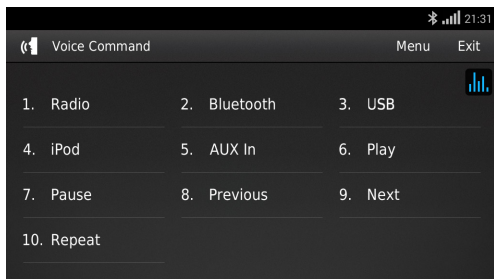 21:31
Voice Command Menu Exit
1. Radio 2. Bluetooth 3. USB
4. iPod 5. AUX In 6. Play
7. Pause 8. Previous 9. Next
10. Repeat